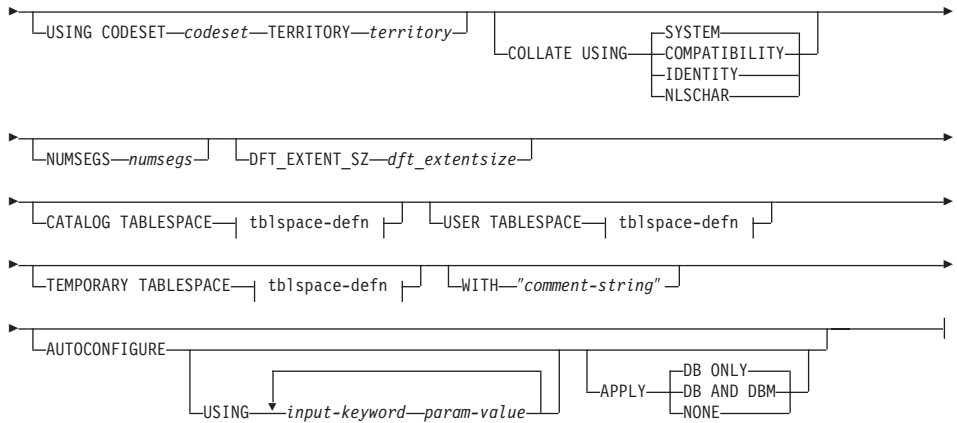 USING CODESET codeset TERRITORY territory
COLLATE USING
SYSTEM
COMPATIBILITY
IDENTITY
NLSCHAR
NUMSEGS numsegs
DFT_EXTENT_SZ dft_extentsize
CATALOG TABLESPACE tblspace-defn
USER TABLESPACE tblspace-defn
TEMPORARY TABLESPACE tblspace-defn
WITH "comment-string"
AUTOCONFIGURE
USING input-keyword param-value
APPLY
DB ONLY
DB AND DBM
NONE